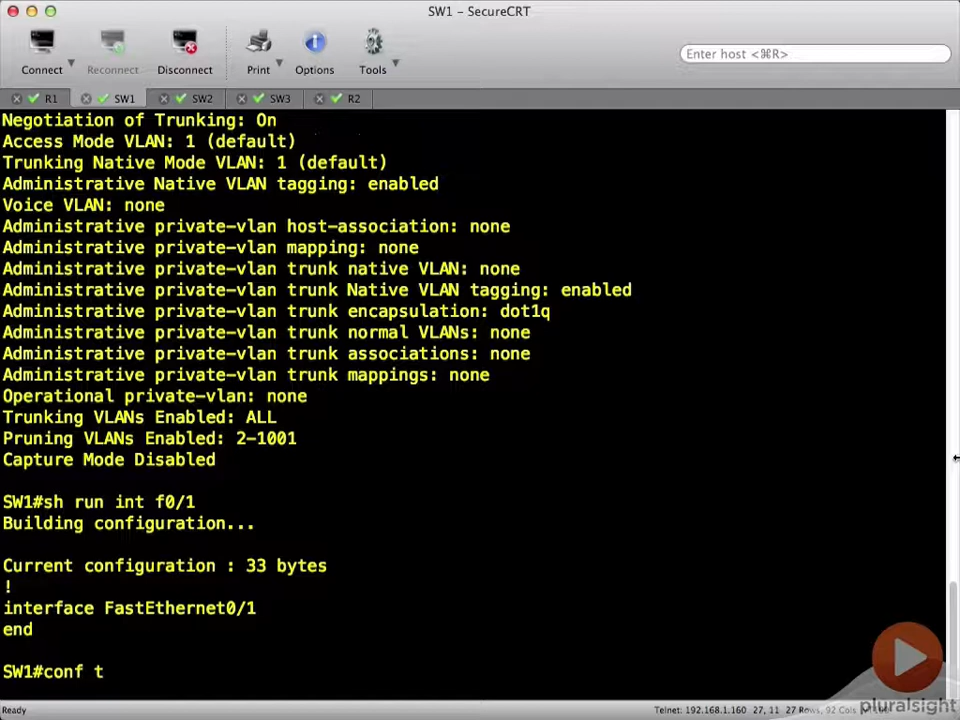 SW1 - SecureCRT
Connect
Reconnect
Disconnect
Print
Options
Tools
Enter host <⌘R>
R1
SW1
SW2
SW3
R2
Negotiation of Trunking: On
Access Mode VLAN: 1 (default)
Trunking Native Mode VLAN: 1 (default)
Administrative Native VLAN tagging: enabled
Voice VLAN: none
Administrative private-vlan host-association: none
Administrative private-vlan mapping: none
Administrative private-vlan trunk native VLAN: none
Administrative private-vlan trunk Native VLAN tagging: enabled
Administrative private-vlan trunk encapsulation: dot1q
Administrative private-vlan trunk normal VLANs: none
Administrative private-vlan trunk associations: none
Administrative private-vlan trunk mappings: none
Operational private-vlan: none
Trunking VLANs Enabled: ALL
Pruning VLANs Enabled: 2-1001
Capture Mode Disabled
SW1#sh run int f0/1
Building configuration...
Current configuration : 33 bytes
!
interface FastEthernet0/1
end
SW1#conf t
Ready
Telnet: 192.168.1.160 27, 11 27 Rows, 92 Cols
pluralsight